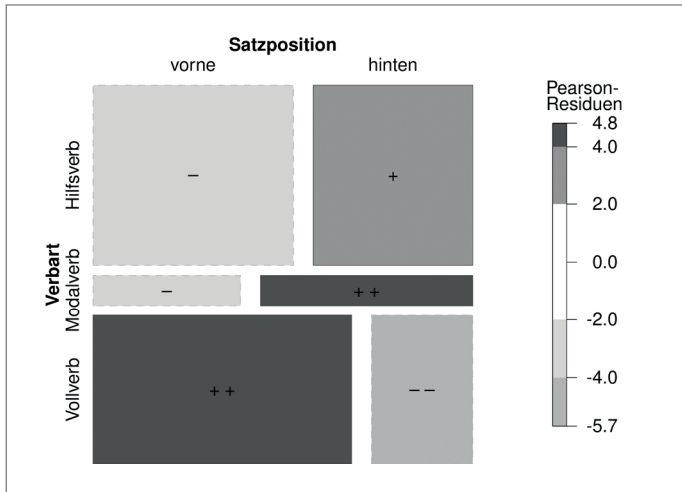 Satzposition
vorne hinten
Verbart
Hilfsverb
Modalverb
Vollverb
−
+
−
+ +
+ +
− −
Pearson-
Residuen
4.8
4.0
2.0
0.0
-2.0
-4.0
-5.7